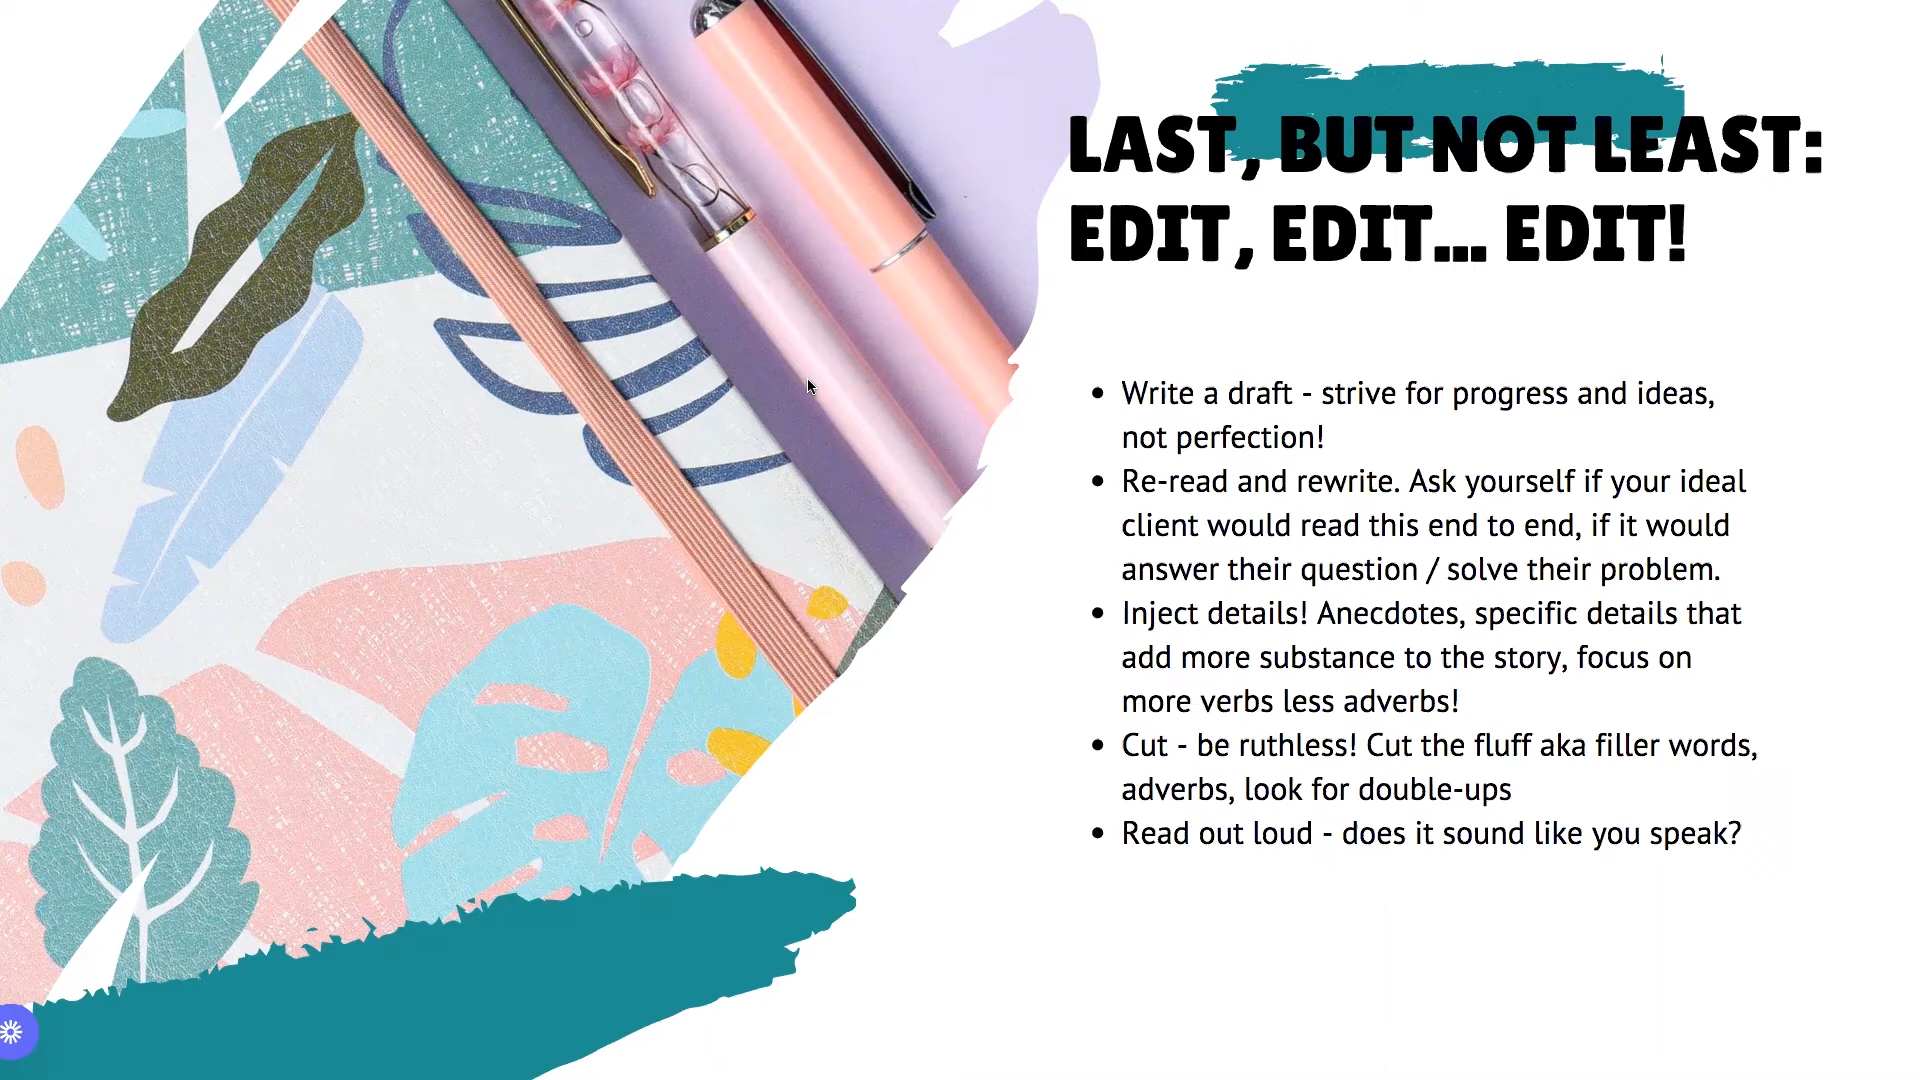 LAST, BUT NOT LEAST:
EDIT, EDIT... EDIT!
• Write a draft - strive for progress and ideas,
not perfection!
• Re-read and rewrite. Ask yourself if your ideal
client would read this end to end, if it would
answer their question / solve their problem.
• Inject details! Anecdotes, specific details that
add more substance to the story, focus on
more verbs less adverbs!
• Cut - be ruthless! Cut the fluff aka filler words,
adverbs, look for double-ups
• Read out loud - does it sound like you speak?